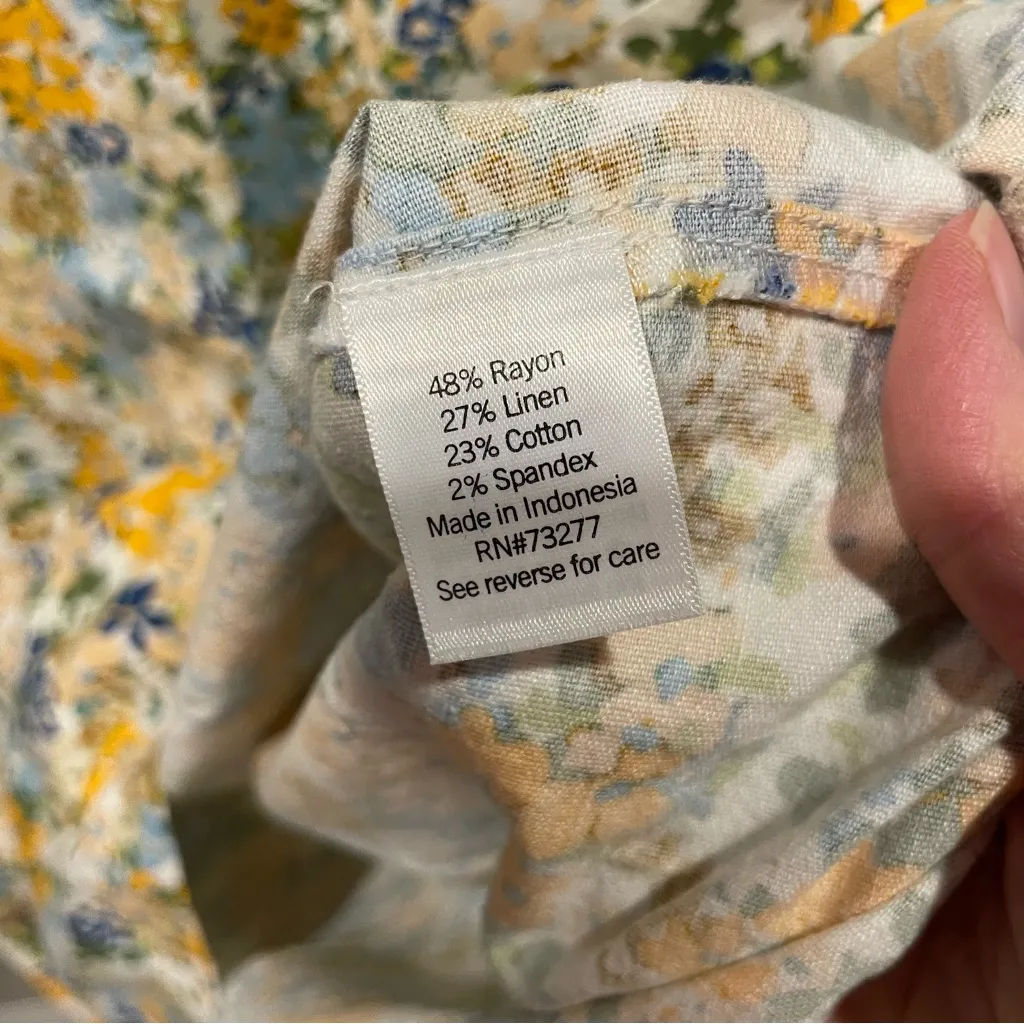 48% Rayon
27% Linen
23% Cotton
2% Spandex
Made in Indonesia
RN#73277
See reverse for care